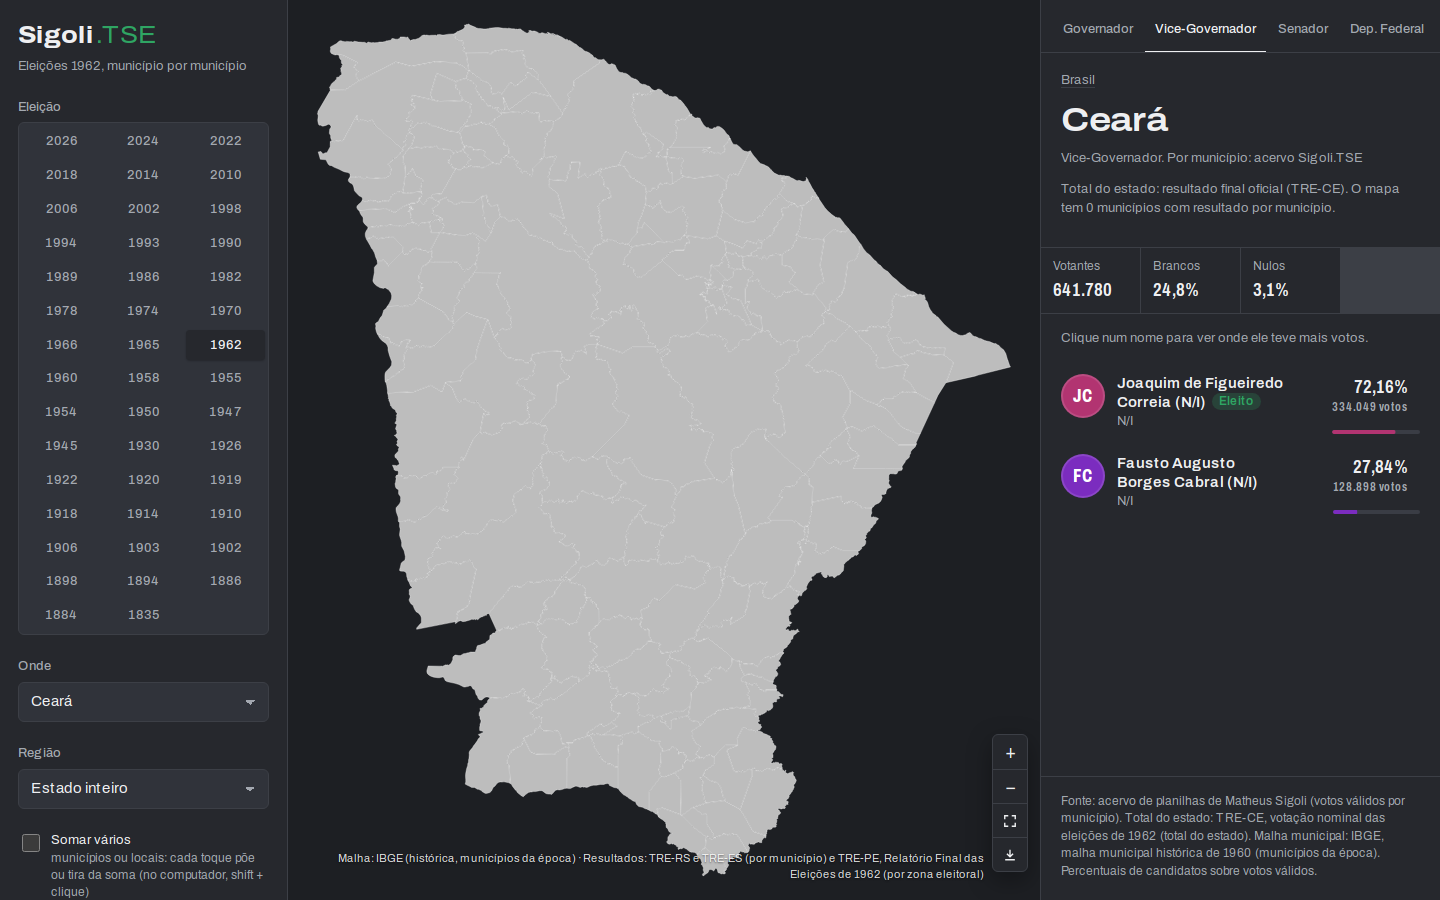 Sigoli.TSE
Eleições 1962, município por município
Eleição
2026 2024 2022
2018 2014 2010
2006 2002 1998
1994 1993 1990
1989 1986 1982
1978 1974 1970
1966 1965 1962
1960 1958 1955
1954 1950 1947
1945 1930 1926
1922 1920 1919
1918 1914 1910
1906 1903 1902
1898 1894 1886
1884 1835
Onde
Ceará
Região
Estado inteiro
Somar vários
municípios ou locais: cada toque põe
ou tira da soma (no computador, shift +
clique)
+
−
Malha: IBGE (histórica, municípios da época) · Resultados: TRE-RS e TRE-ES (por município) e TRE-PE, Relatório Final das
Eleições de 1962 (por zona eleitoral)
Governador Vice-Governador Senador Dep. Federal
Brasil
Ceará
Vice-Governador. Por município: acervo Sigoli.TSE
Total do estado: resultado final oficial (TRE-CE). O mapa
tem 0 municípios com resultado por município.
Votantes Brancos Nulos
641.780 24,8% 3,1%
Clique num nome para ver onde ele teve mais votos.
JC Joaquim de Figueiredo 72,16%
Correia (N/I) Eleito 334.049 votos
N/I
FC Fausto Augusto 27,84%
Borges Cabral (N/I) 128.898 votos
N/I
Fonte: acervo de planilhas de Matheus Sigoli (votos válidos por
município). Total do estado: TRE-CE, votação nominal das
eleições de 1962 (total do estado). Malha municipal: IBGE,
malha municipal histórica de 1960 (municípios da época).
Percentuais de candidatos sobre votos válidos.